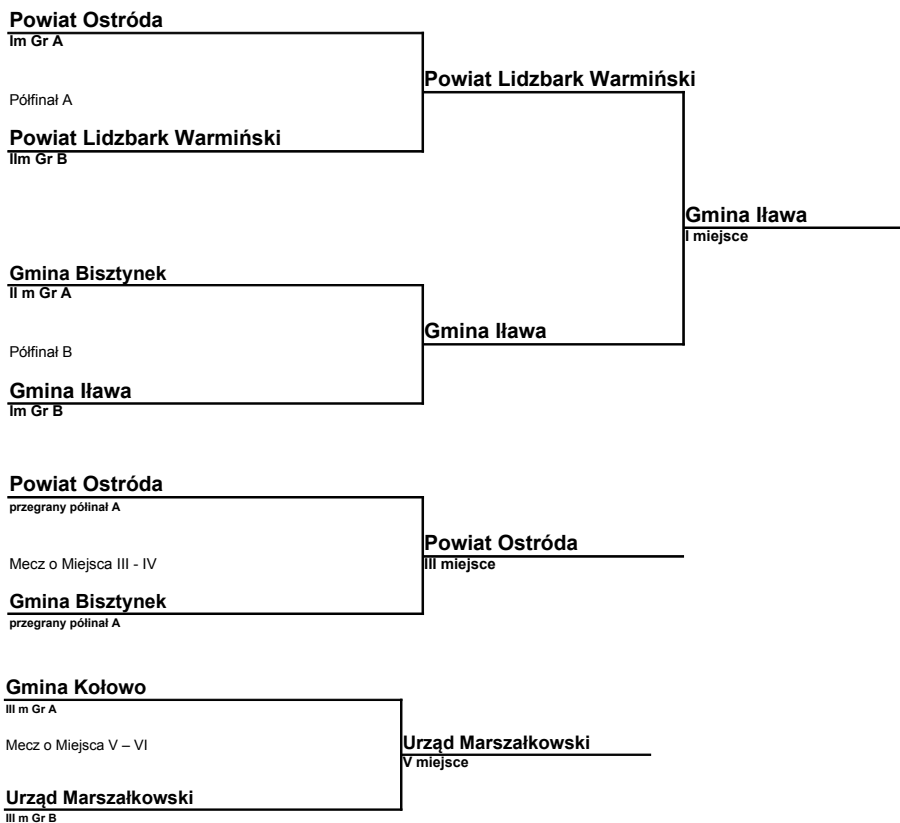 Powiat Ostróda
Im Gr A
Powiat Lidzbark Warmiński
Półfinał A
Powiat Lidzbark Warmiński
IIm Gr B
Gmina Iława
I miejsce
Gmina Bisztynek
II m Gr A
Gmina Iława
Półfinał B
Gmina Iława
Im Gr B
Powiat Ostróda
przegrany półinał A
Powiat Ostróda
Mecz o Miejsca III - IV
III miejsce
Gmina Bisztynek
przegrany półinał A
Gmina Kołowo
III m Gr A
Mecz o Miejsca V – VI
Urząd Marszałkowski
V miejsce
Urząd Marszałkowski
III m Gr B